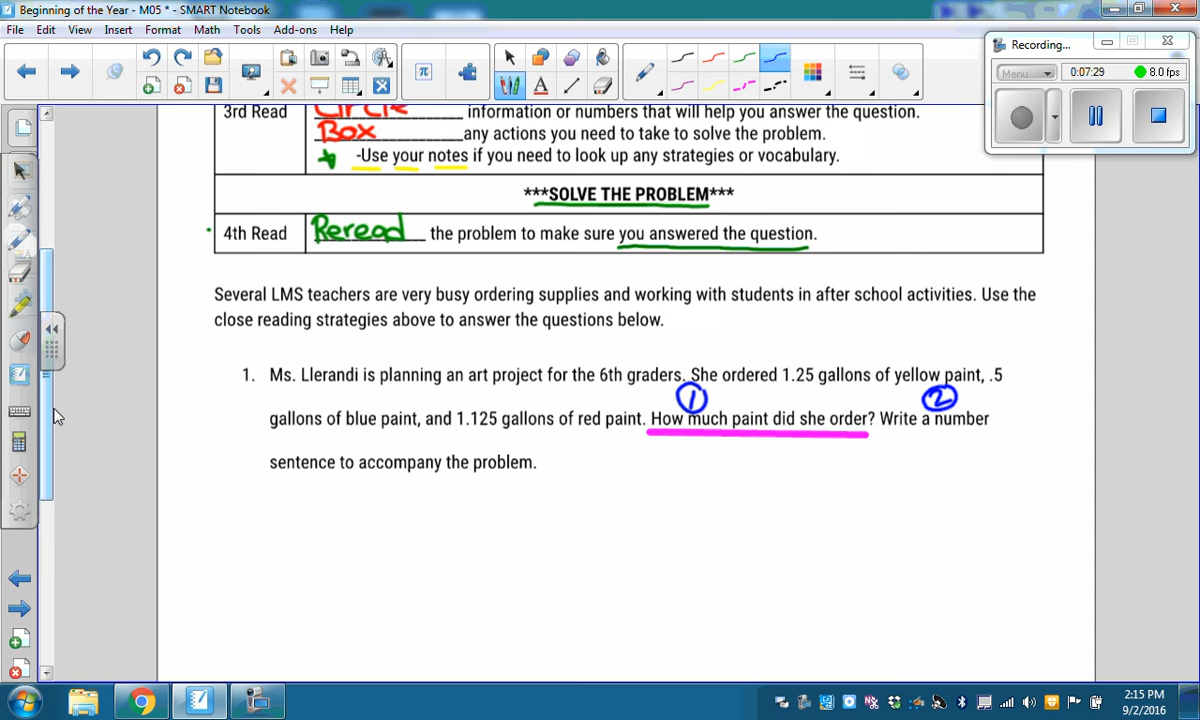 Beginning of the Year - M05 * - SMART Notebook
File Edit View Insert Format Math Tools Add-ons Help
Recording...
Menu 0:07:29 8.0 fps
3rd Read Circle information or numbers that will help you answer the question.
Box any actions you need to take to solve the problem.
-Use your notes if you need to look up any strategies or vocabulary.
***SOLVE THE PROBLEM***
4th Read Reread the problem to make sure you answered the question.
Several LMS teachers are very busy ordering supplies and working with students in after school activities. Use the
close reading strategies above to answer the questions below.
1. Ms. Llerandi is planning an art project for the 6th graders. She ordered 1.25 gallons of yellow paint, .5
1 2
gallons of blue paint, and 1.125 gallons of red paint. How much paint did she order? Write a number
sentence to accompany the problem.
2:15 PM
9/2/2016